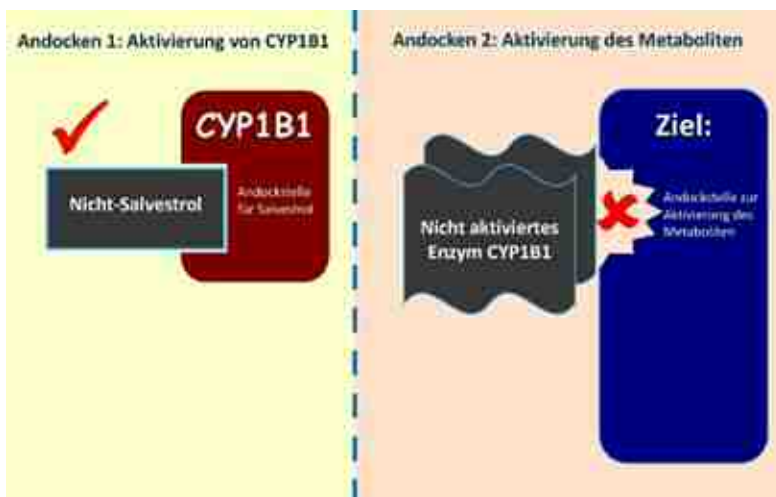 Andocken 1: Aktivierung von CYP1B1
CYP1B1
Nicht-Salvestrol
Andockstelle
für Salvestrol
Andocken 2: Aktivierung des Metaboliten
Ziel:
Nicht aktiviertes
Enzym CYP1B1
Andockstelle zur
Aktivierung des
Metaboliten